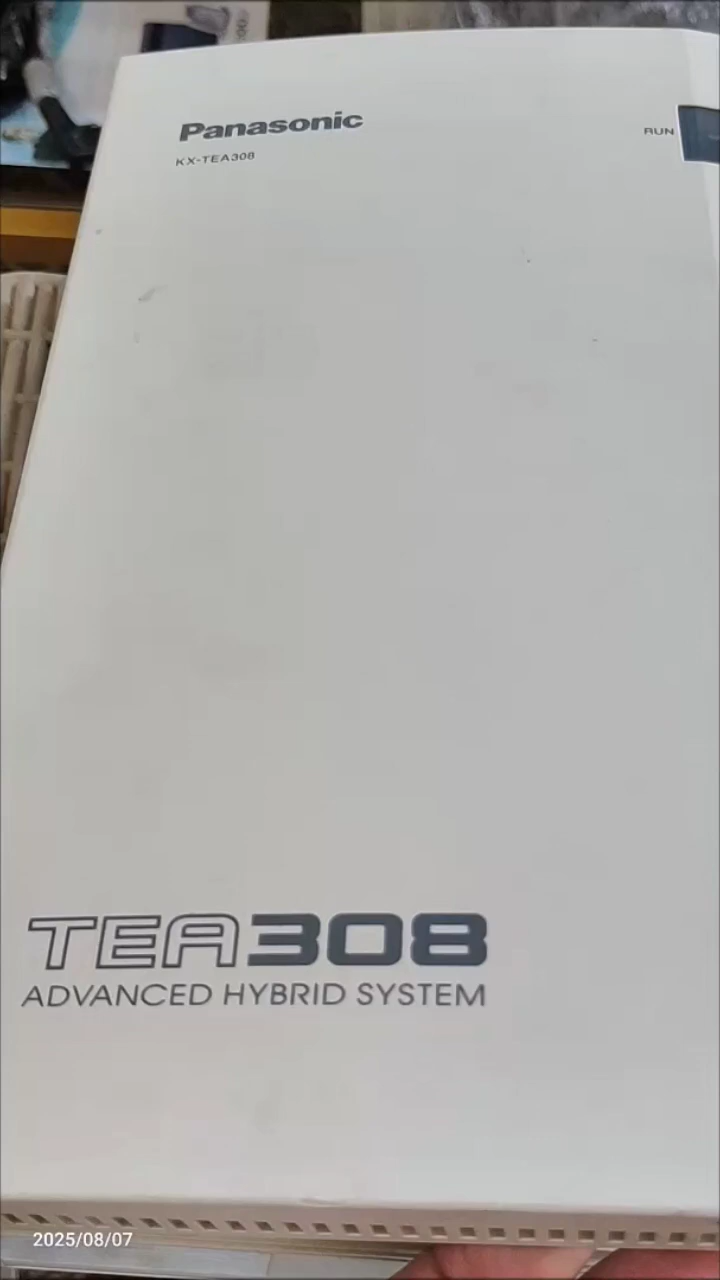 Panasonic
KX-TEA308
RUN
TEA308
ADVANCED HYBRID SYSTEM
2025/08/07